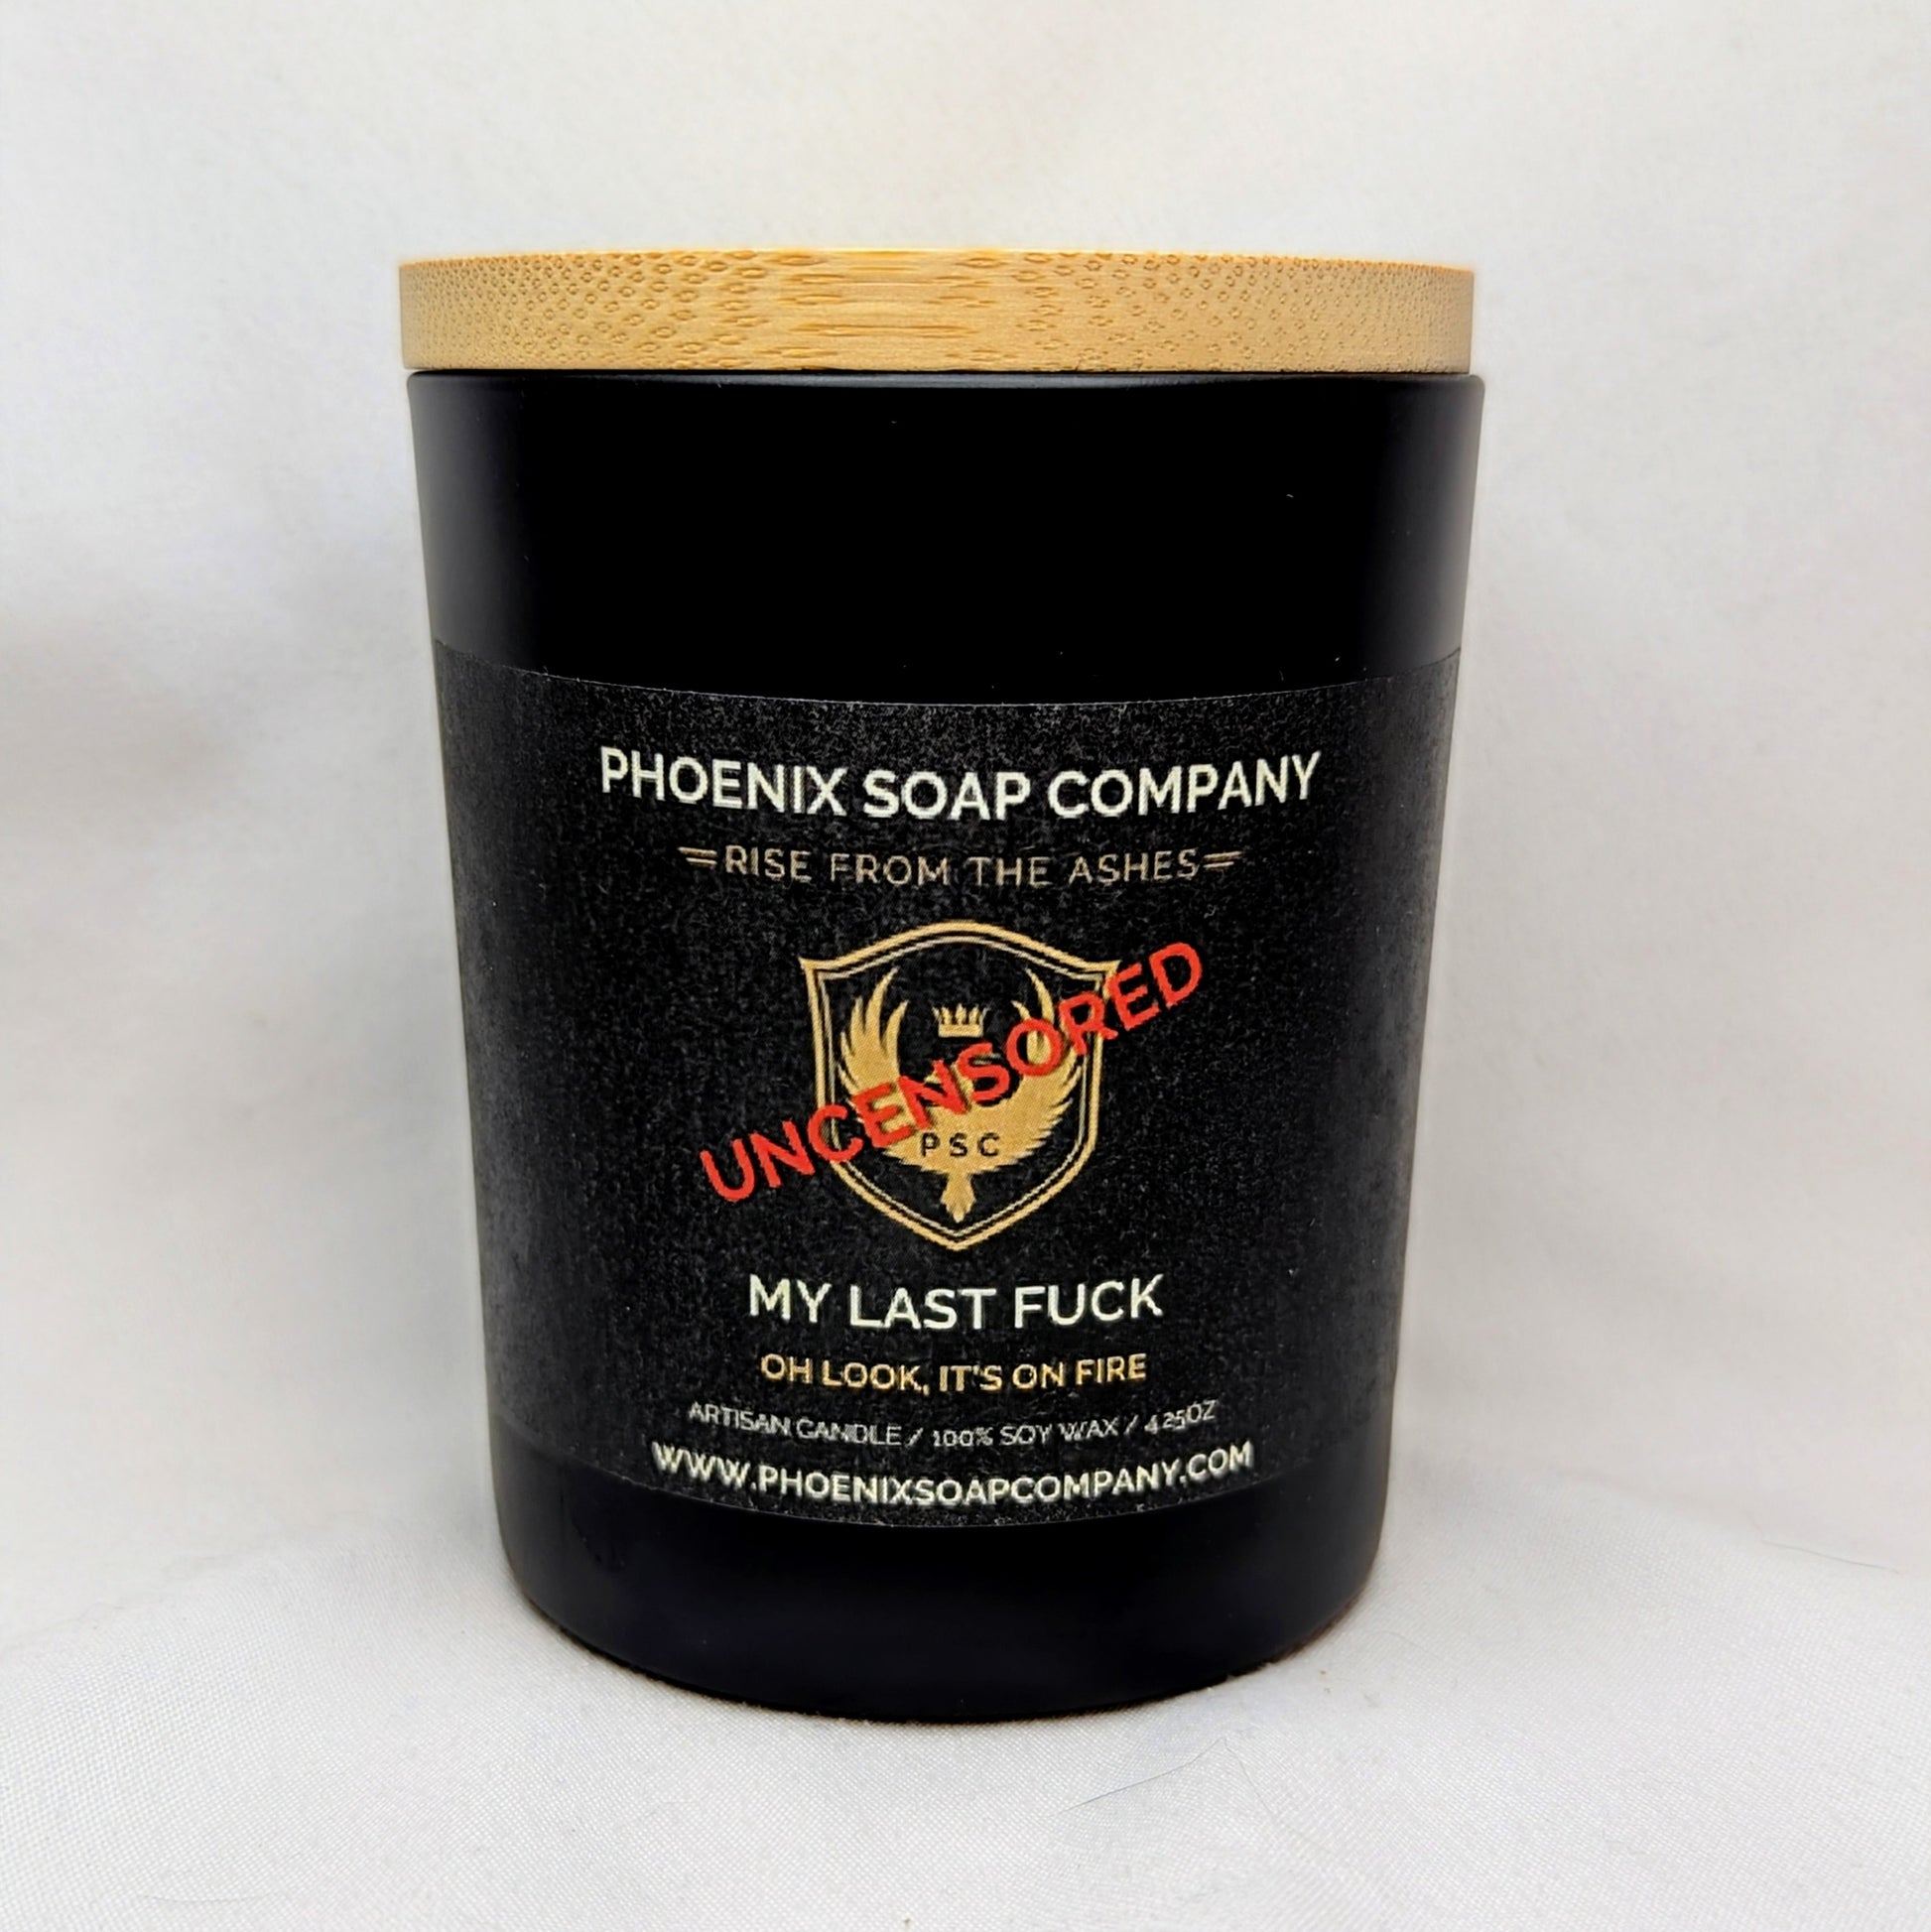 PHOENIX SOAP COMPANY
RISE FROM THE ASHES
UNCENSORED
PSC
MY LAST FUCK
OH LOOK, IT'S ON FIRE
ARTISAN CANDLE / 100% SOY WAX / 4.25OZ
WWW.PHOENIXSOAPCOMPANY.COM